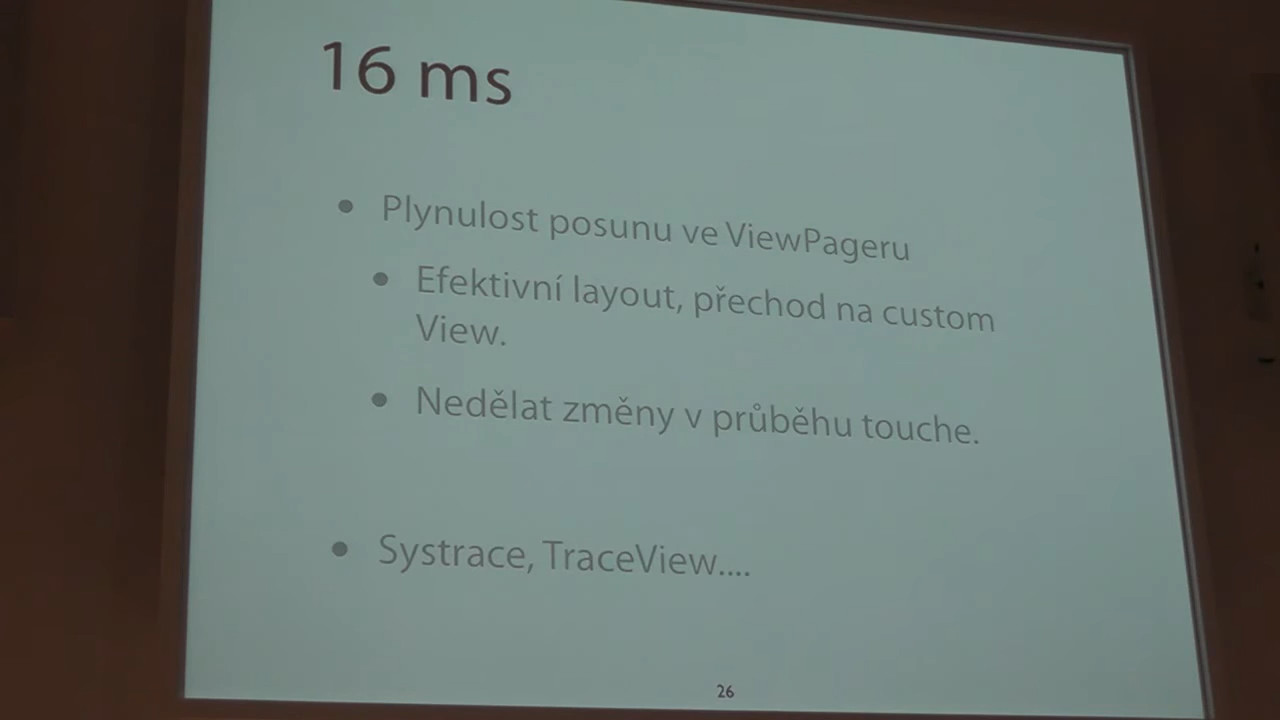 16 ms
• Plynulost posunu ve ViewPageru
• Efektivní layout, přechod na custom
View.
• Nedělat změny v průběhu touche.
• Systrace, TraceView....
26